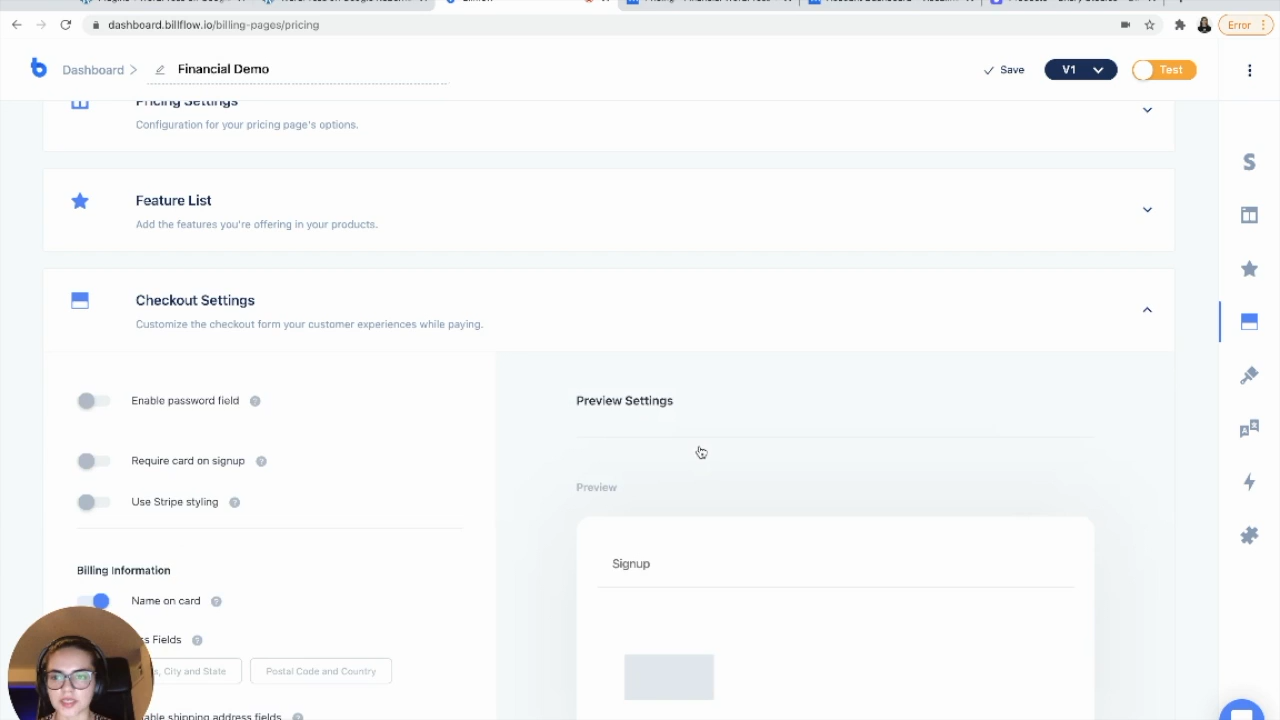 dashboard.billflow.io/billing-pages/pricing
Error
Dashboard
Financial Demo
Save
V1
Test
Pricing Settings
Configuration for your pricing page's options.
Feature List
Add the features you're offering in your products.
Checkout Settings
Customize the checkout form your customer experiences while paying.
Enable password field
Preview Settings
Require card on signup
Preview
Use Stripe styling
Signup
Billing Information
Name on card
Fields
City and State
Postal Code and Country
shipping address fields